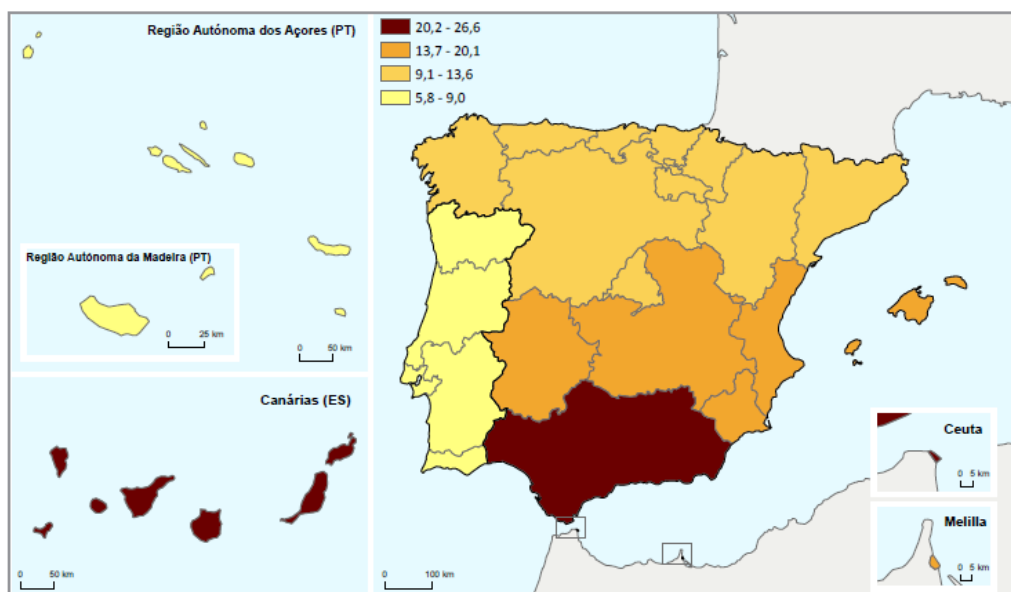 Região Autónoma dos Açores (PT)
20,2 - 26,6
13,7 - 20,1
9,1 - 13,6
5,8 - 9,0
Região Autónoma da Madeira (PT)
0 25 km
0 50 km
Canárias (ES)
0 50 km
0 100 km
Ceuta
0 5 km
Melilla
0 5 km